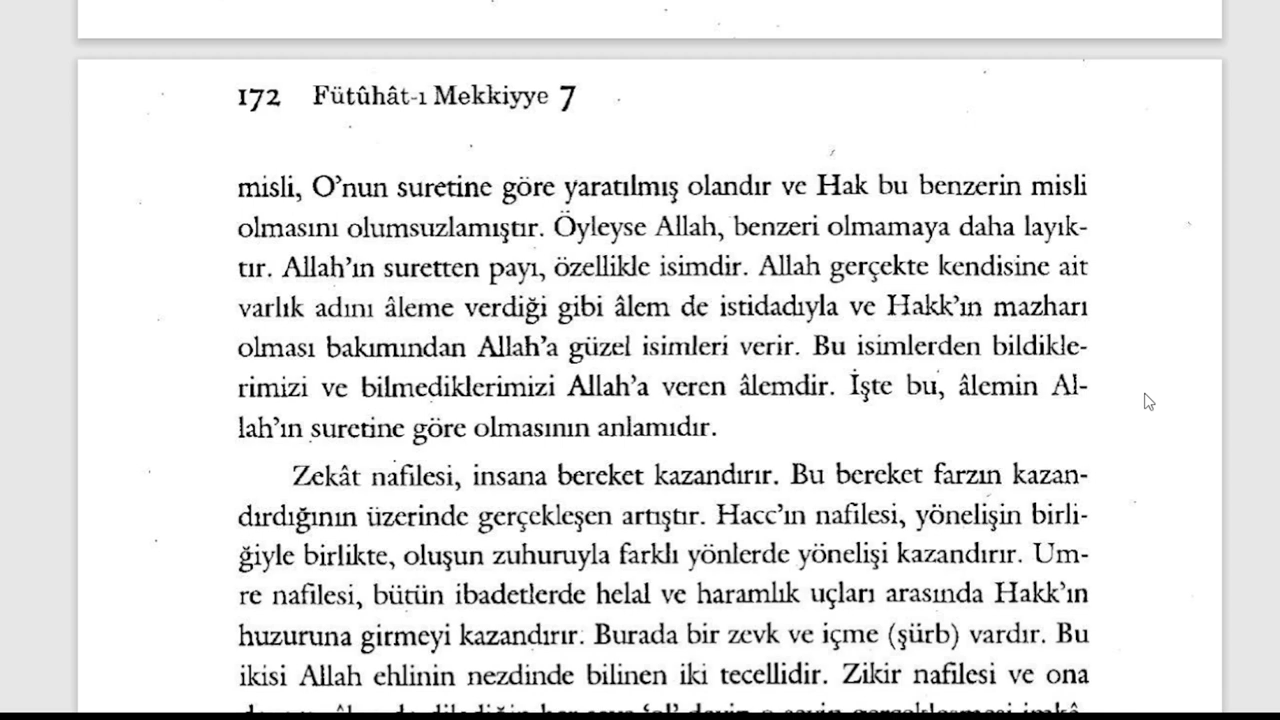 172 Fütûhât-ı Mekkiyye 7
misli, O’nun suretine göre yaratılmış olandır ve Hak bu benzerin misli
olmasını olumsuzlamıştır. Öyleyse Allah, benzeri olmamaya daha layık-
tır. Allah’ın suretten payı, özellikle isimdir. Allah gerçekte kendisine ait
varlık adını âleme verdiği gibi âlem de istidadıyla ve Hakk’ın mazharı
olması bakımından Allah’a güzel isimleri verir. Bu isimlerden bildikle-
rimizi ve bilmediklerimizi Allah’a veren âlemdir. İşte bu, âlemin Al-
lah’ın suretine göre olmasının anlamıdır.
Zekât nafilesi, insana bereket kazandırır. Bu bereket farzın kazan-
dırdığının üzerinde gerçekleşen artıştır. Hacc’ın nafilesi, yönelişin birli-
ğiyle birlikte, oluşun zuhuruyla farklı yönlerde yönelişi kazandırır. Um-
re nafilesi, bütün ibadetlerde helal ve haramlık uçları arasında Hakk’ın
huzuruna girmeyi kazandırır. Burada bir zevk ve içme (şürb) vardır. Bu
ikisi Allah ehlinin nezdinde bilinen iki tecellidir. Zikir nafilesi ve ona